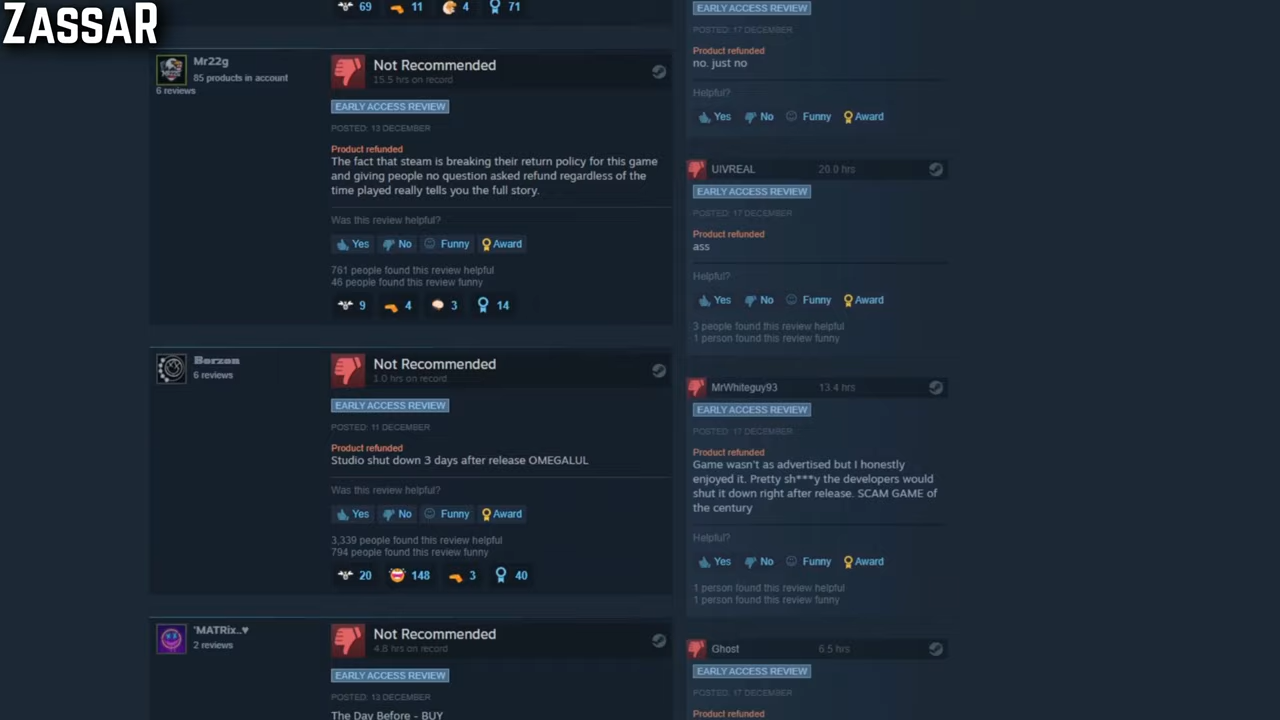 ZASSAR
69 11 4 71
Mr22g
85 products in account
6 reviews
Not Recommended
15.5 hrs on record
EARLY ACCESS REVIEW
POSTED: 13 DECEMBER
Product refunded
The fact that steam is breaking their return policy for this game
and giving people no question asked refund regardless of the
time played really tells you the full story.
Was this review helpful?
Yes No Funny Award
761 people found this review helpful
46 people found this review funny
9 4 3 14
Borzon
6 reviews
Not Recommended
1.0 hrs on record
EARLY ACCESS REVIEW
POSTED: 11 DECEMBER
Product refunded
Studio shut down 3 days after release OMEGALUL
Was this review helpful?
Yes No Funny Award
3,339 people found this review helpful
794 people found this review funny
20 148 3 40
'MATRix..♥
2 reviews
Not Recommended
4.8 hrs on record
EARLY ACCESS REVIEW
POSTED: 13 DECEMBER
The Day Before - BUY
EARLY ACCESS REVIEW
POSTED: 17 DECEMBER
Product refunded
no. just no
Helpful?
Yes No Funny Award
UIVREAL 20.0 hrs
EARLY ACCESS REVIEW
POSTED: 17 DECEMBER
Product refunded
ass
Helpful?
Yes No Funny Award
3 people found this review helpful
1 person found this review funny
MrWhiteguy93 13.4 hrs
EARLY ACCESS REVIEW
POSTED: 17 DECEMBER
Product refunded
Game wasn't as advertised but I honestly
enjoyed it. Pretty sh***y the developers would
shut it down right after release. SCAM GAME of
the century
Helpful?
Yes No Funny Award
1 person found this review helpful
1 person found this review funny
Ghost 6.5 hrs
EARLY ACCESS REVIEW
POSTED: 17 DECEMBER
Product refunded